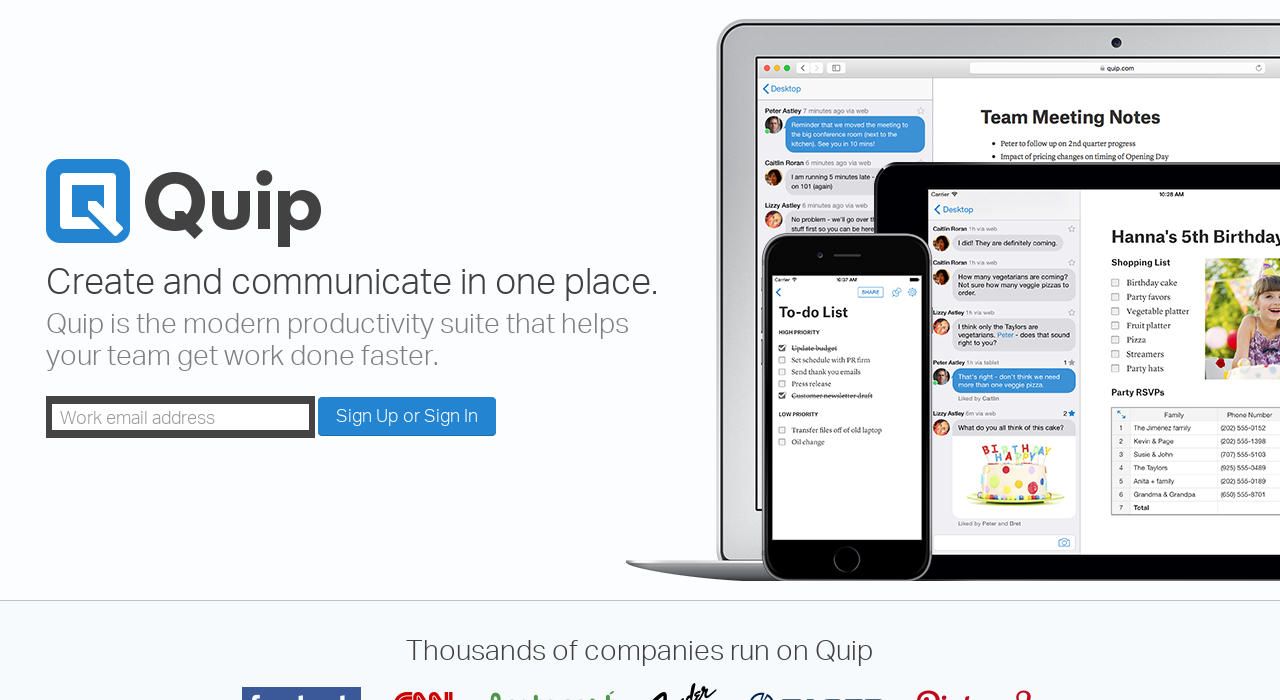 Quip
Create and communicate in one place.
Quip is the modern productivity suite that helps
your team get work done faster.
Work email address
Sign Up or Sign In
quip.com
Desktop
Peter Astley 7 minutes ago via web
Reminder that we moved the meeting to
the big conference room (next to the
kitchen). See you in 10 mins!
Caitlin Roran 6 minutes ago via web
I am running 5 minutes late -
on 101 (again)
Lizzy Astley 6 minutes ago via web
No problem - we'll go over th
stuff first so you can be here
Team Meeting Notes
Peter to follow up on 2nd quarter progress
Impact of pricing changes on timing of Opening Day
Carrier
10:28 AM
Desktop
Caitlin Roran 1h via web
I did! They are definitely coming.
Caitlin Roran 1h via web
How many vegetarians are coming?
Not sure how many veggie pizzas to
order.
Lizzy Astley 1h via web
I think only the Taylors are
vegetarians. Peter - does that sound
right to you?
Peter Astley 1h via tablet 1
That's right - don't think we need
more than one veggie pizza.
Liked by Caitlin
Lizzy Astley 6m via web 2
What do you all think of this cake?
HAPPY
BIRTHDAY
Liked by Peter and Bret
Hanna's 5th Birthday
Shopping List
Birthday cake
Party favors
Vegetable platter
Fruit platter
Pizza
Streamers
Party hats
Party RSVPs
Family Phone Number
1 The Jimenez family (202) 555-0152
2 Kevin & Page (202) 555-1398
3 Susie & John (707) 555-5103
4 The Taylors (925) 555-0489
5 Anita + family (202) 555-0189
6 Grandma & Grandpa (650) 555-8701
7 Total
Carrier
10:37 AM
SHARE
To-do List
HIGH PRIORITY
Update budget
Set schedule with PR firm
Send thank you emails
Press release
Customer newsletter draft
LOW PRIORITY
Transfer files off of old laptop
Oil change
Thousands of companies run on Quip